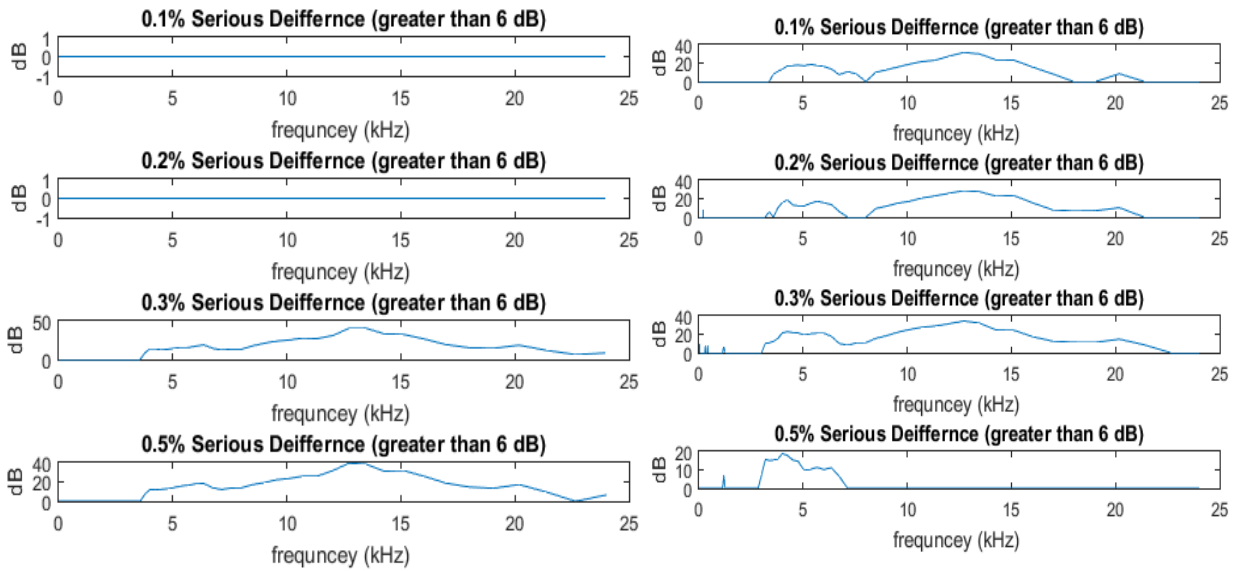 0.1% Serious Deiffernce (greater than 6 dB)
dB
1
0
-1
0 5 10 15 20 25
frequncey (kHz)
0.2% Serious Deiffernce (greater than 6 dB)
dB
1
0
-1
0 5 10 15 20 25
frequncey (kHz)
0.3% Serious Deiffernce (greater than 6 dB)
dB
50
0
0 5 10 15 20 25
frequncey (kHz)
0.5% Serious Deiffernce (greater than 6 dB)
dB
40
20
0
0 5 10 15 20 25
frequncey (kHz)
0.1% Serious Deiffernce (greater than 6 dB)
dB
40
20
0
0 5 10 15 20 25
frequncey (kHz)
0.2% Serious Deiffernce (greater than 6 dB)
dB
40
20
0
0 5 10 15 20 25
frequncey (kHz)
0.3% Serious Deiffernce (greater than 6 dB)
dB
40
20
0
0 5 10 15 20 25
frequncey (kHz)
0.5% Serious Deiffernce (greater than 6 dB)
dB
20
10
0
0 5 10 15 20 25
frequncey (kHz)